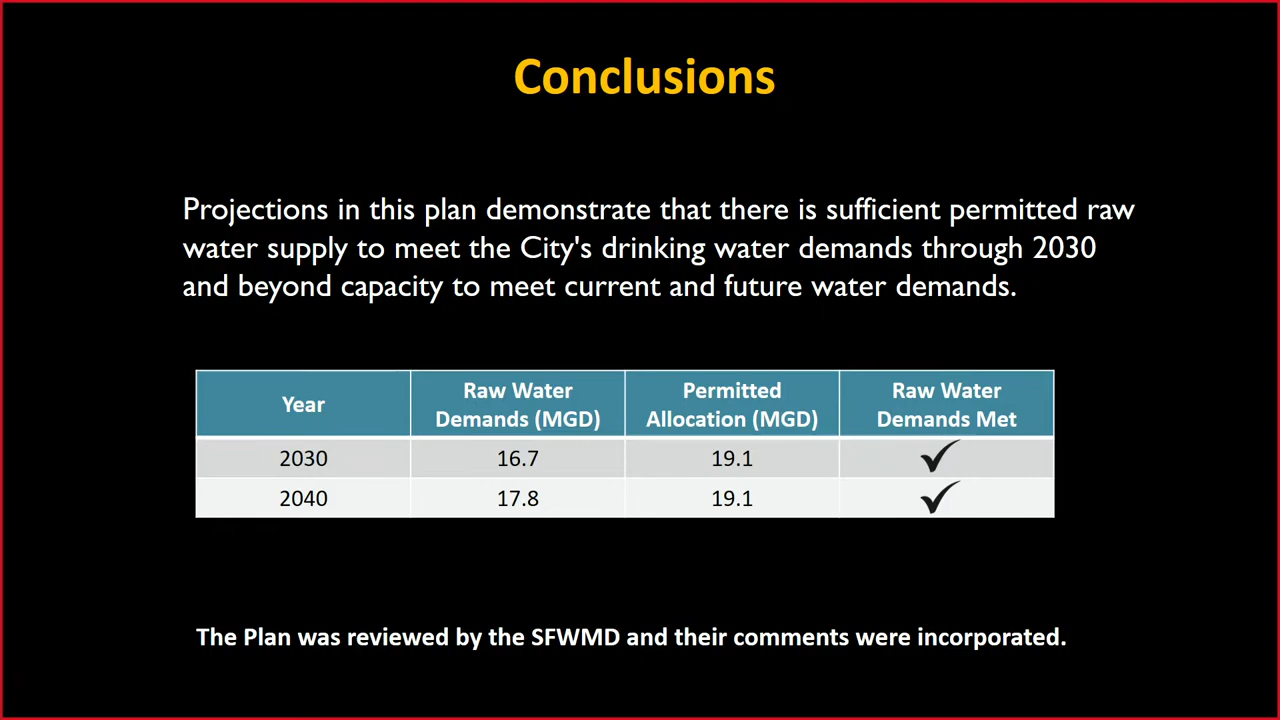 Conclusions
Projections in this plan demonstrate that there is sufficient permitted raw
water supply to meet the City's drinking water demands through 2030
and beyond capacity to meet current and future water demands.
Year
Raw Water
Demands (MGD)
Permitted
Allocation (MGD)
Raw Water
Demands Met
2030 16.7 19.1 ✓
2040 17.8 19.1 ✓
The Plan was reviewed by the SFWMD and their comments were incorporated.